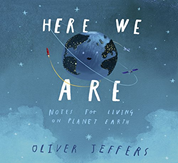 HERE WE
ARE
NOTES FOR LIVING
ON PLANET EARTH
OLIVER JEFFERS